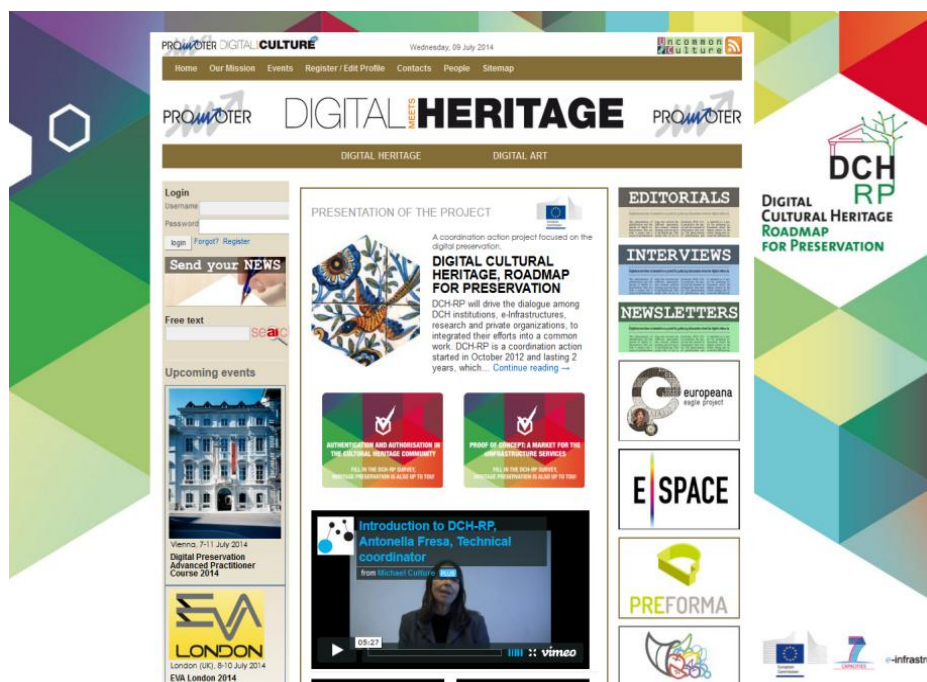 PROMOTER DIGITAL CULTURE
Wednesday, 09 July 2014
uncommon
culture
Home Our Mission Events Register / Edit Profile Contacts People Sitemap
PROMOTER
DIGITAL MEETS HERITAGE
PROMOTER
DIGITAL HERITAGE DIGITAL ART
Login
Username
Password
login Forgot? Register
Send your NEWS
Free text
Upcoming events
Vienna, 7-11 July 2014
Digital Preservation
Advanced Practitioner
Course 2014
EVA
LONDON
London (UK), 8-10 July 2014
EVA London 2014
PRESENTATION OF THE PROJECT
A coordination action project focused on the
digital preservation.
DIGITAL CULTURAL
HERITAGE, ROADMAP
FOR PRESERVATION
DCH-RP will drive the dialogue among
DCH institutions, e-Infrastructures,
research and private organizations, to
integrated their efforts into a common
work. DCH-RP is a coordination action
started in October 2012 and lasting 2
years, which... Continue reading →
AUTHENTICATION AND AUTHORISATION IN
THE CULTURAL HERITAGE COMMUNITY
FILL IN THE DCH-RP SURVEY,
HERITAGE PRESERVATION IS ALSO UP TO YOU!
PROOF OF CONCEPT: A MARKET FOR THE
EINFRASTRUCTURE SERVICES
FILL IN THE DCH-RP SURVEY,
HERITAGE PRESERVATION IS ALSO UP TO YOU!
Introduction to DCH-RP,
Antonella Fresa, Technical
coordinator
from Michael Culture PLUS
05:27
vimeo
EDITORIALS
INTERVIEWS
NEWSLETTERS
europeana
eagle project
E SPACE
PREFORMA
DCH
RP
DIGITAL
CULTURAL HERITAGE
ROADMAP
FOR PRESERVATION
European
Commission
7
CAPACITIES
e-infrastr